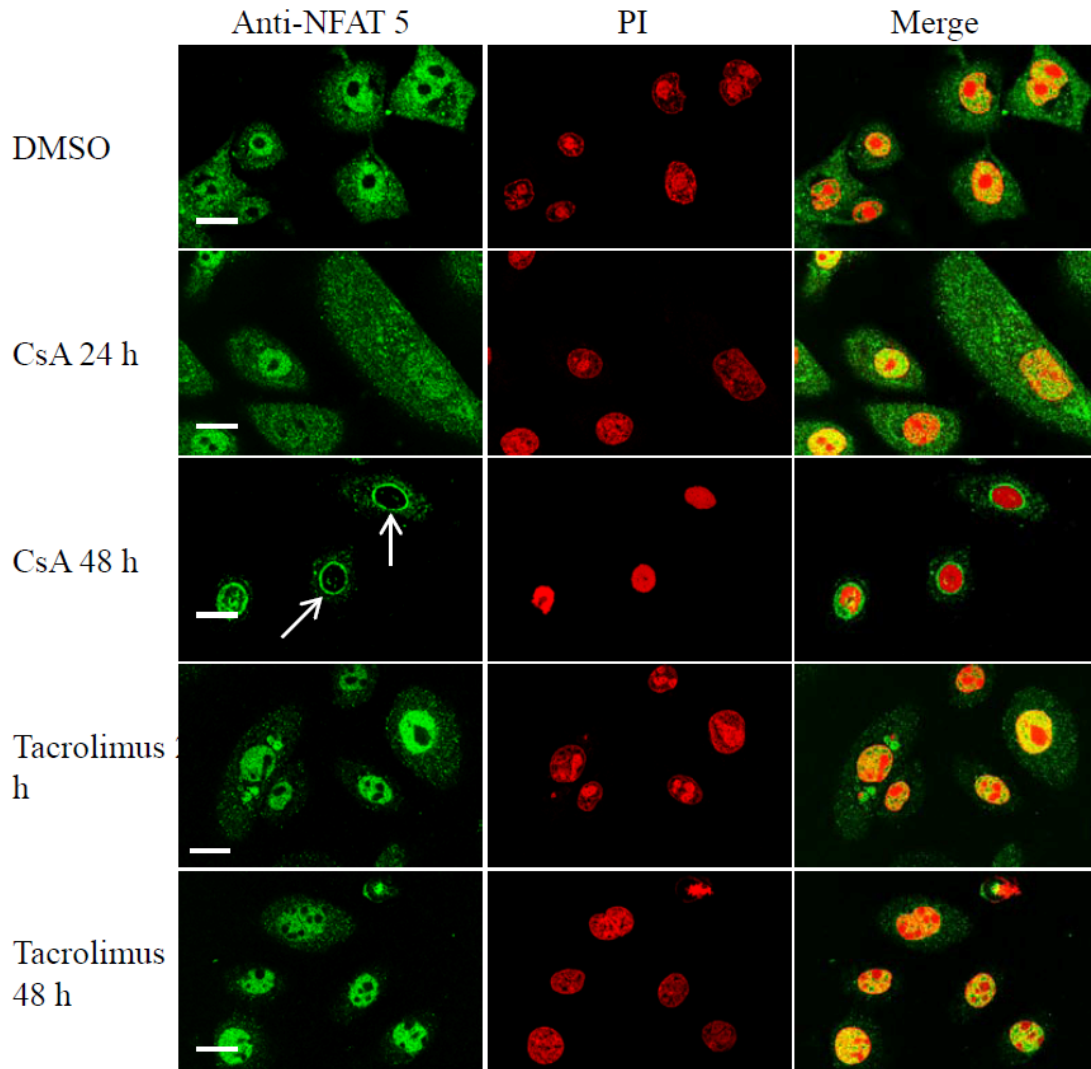 Anti-NFAT 5
PI
Merge
DMSO
CsA 24 h
CsA 48 h
Tacrolimus
h
Tacrolimus
48 h